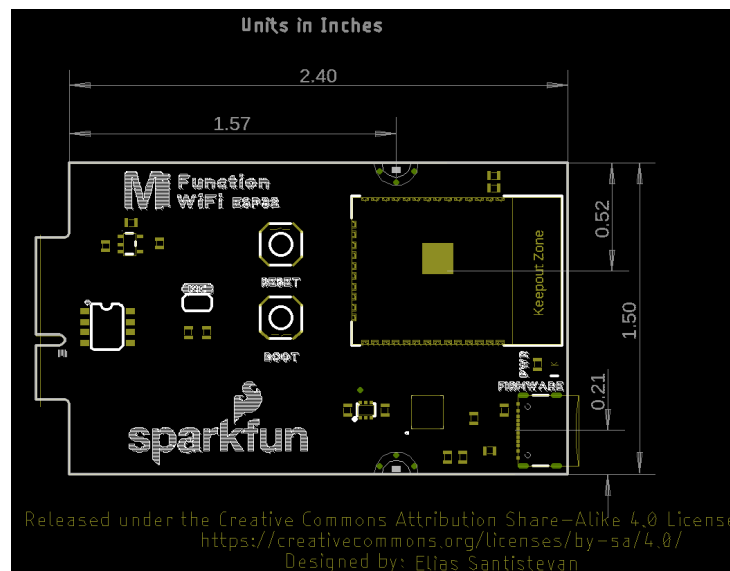 Units in Inches
2.40
1.57
M Function
WiFi ESP32
0.52
Keepout Zone
RESET
1.50
BOOT
PWR
K
FIRMWARE
0.21
sparkfun
Released under the Creative Commons Attribution Share-Alike 4.0 License
https://creativecommons.org/licenses/by-sa/4.0/
Designed by: Elias Santistevan